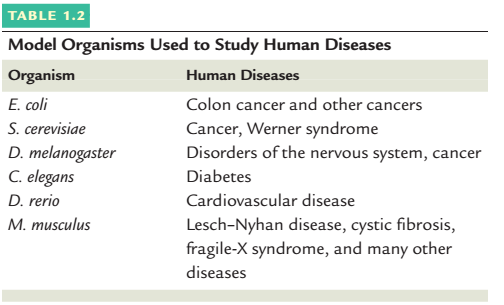 TABLE 1.2
Model Organisms Used to Study Human Diseases
Organism Human Diseases
E. coli Colon cancer and other cancers
S. cerevisiae Cancer, Werner syndrome
D. melanogaster Disorders of the nervous system, cancer
C. elegans Diabetes
D. rerio Cardiovascular disease
M. musculus Lesch–Nyhan disease, cystic fibrosis,
fragile-X syndrome, and many other
diseases